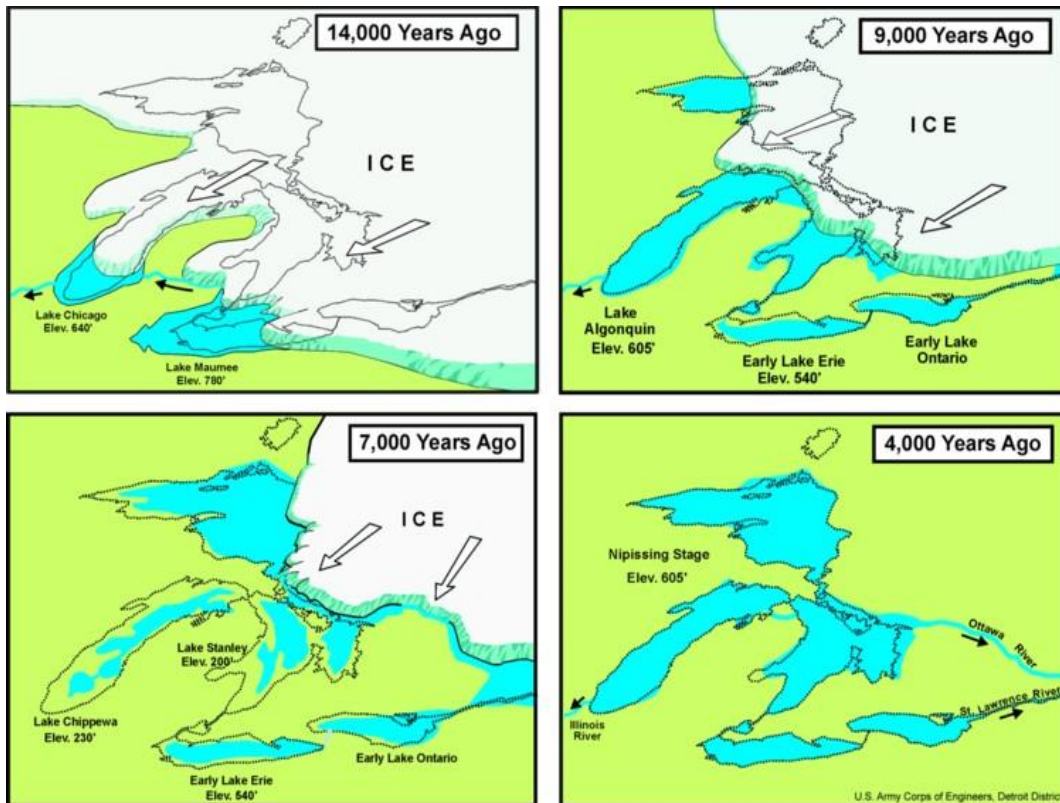 14,000 Years Ago
I C E
Lake Chicago
Elev. 640'
Lake Maumee
Elev. 780'
9,000 Years Ago
I C E
Lake
Algonquin
Elev. 605'
Early Lake Erie
Elev. 540'
Early Lake
Ontario
7,000 Years Ago
I C E
Lake Stanley
Elev. 200'
Lake Chippewa
Elev. 230'
Early Lake Ontario
Early Lake Erie
Elev. 540'
4,000 Years Ago
Nipissing Stage
Elev. 605'
Ottawa
River
St. Lawrence River
Illinois
River
U.S. Army Corps of Engineers, Detroit District